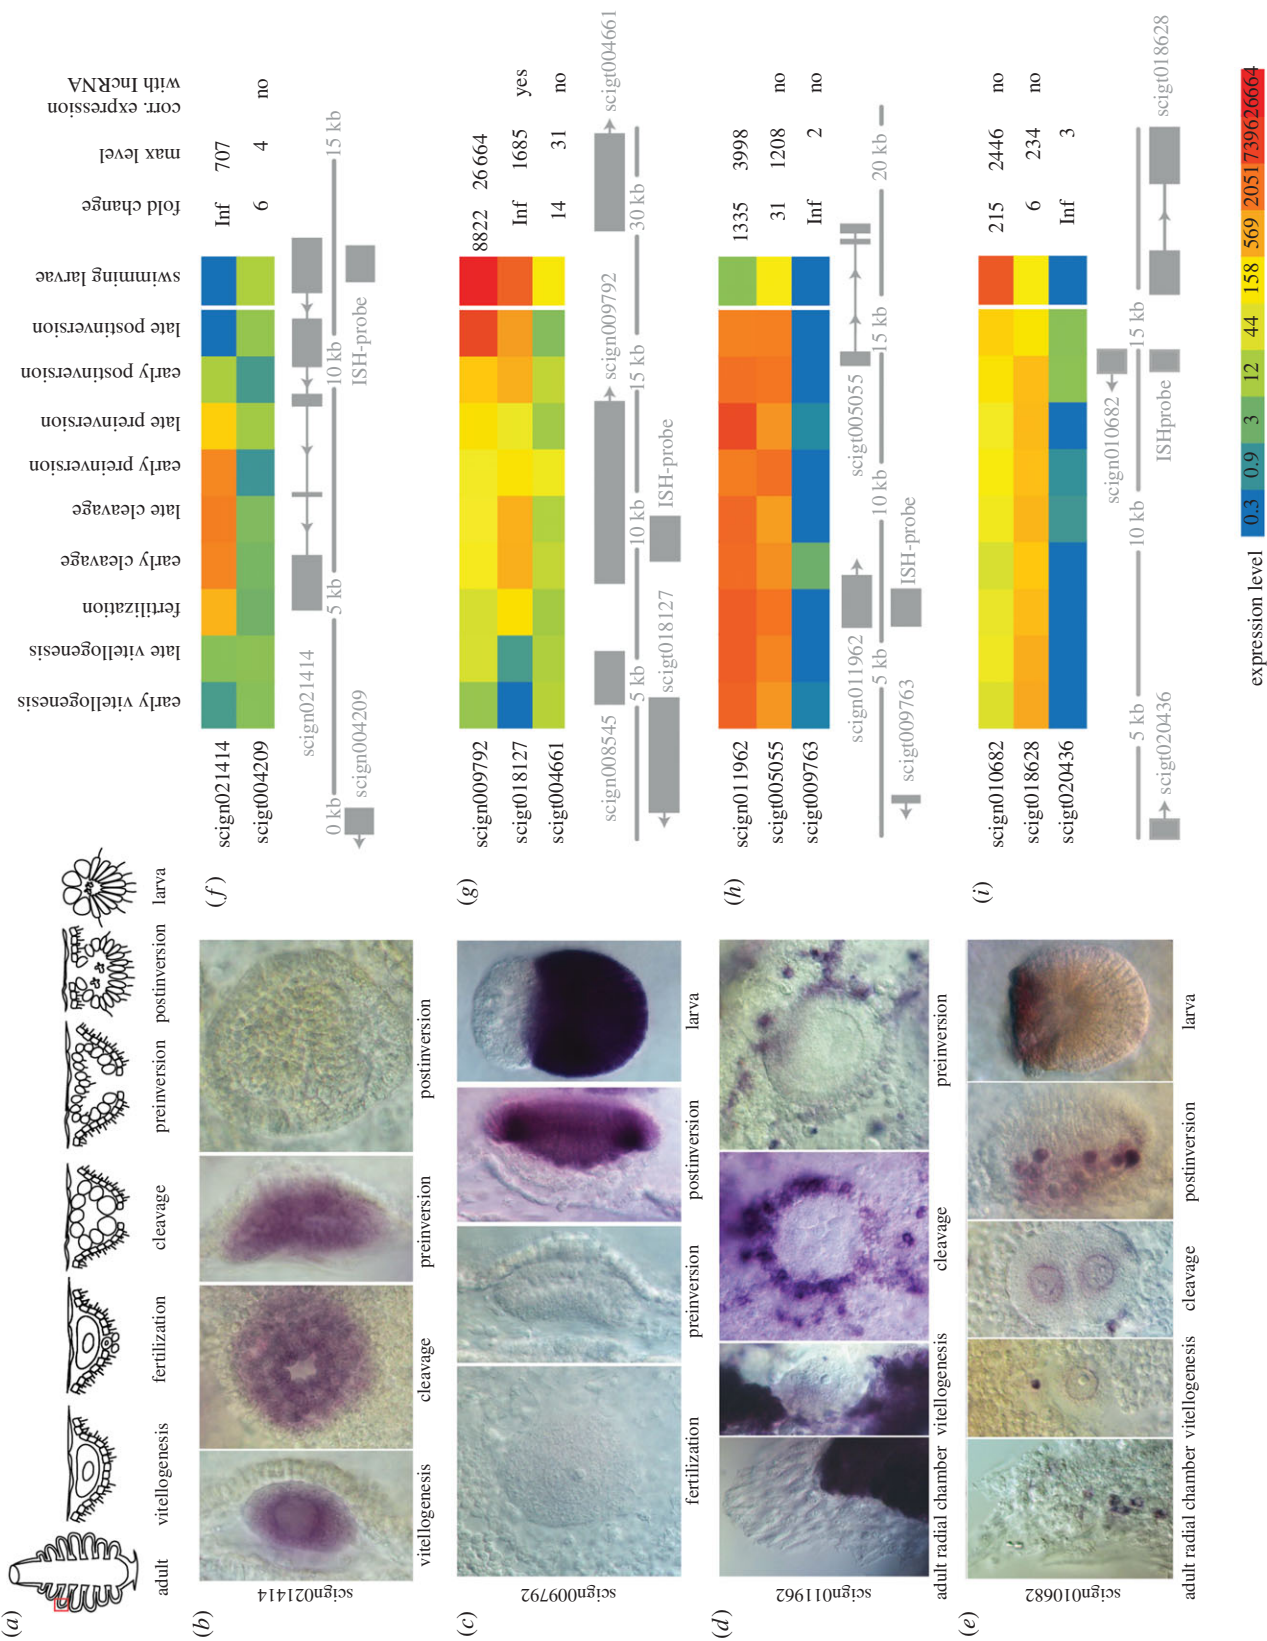 (a)
adult
vitellogenesis
fertilization
cleavage
preinversion
postinversion
larva
(b)
scign021414
vitellogenesis
cleavage
preinversion
postinversion
(c)
scign009792
fertilization
preinversion
postinversion
larva
(d)
scign011962
adult radial chamber
vitellogenesis
cleavage
preinversion
(e)
scign010682
adult radial chamber
vitellogenesis
cleavage
postinversion
larva
early vitellogenesis
late vitellogenesis
fertilization
early cleavage
late cleavage
early preinversion
late preinversion
early postinversion
late postinversion
swimming larvae
fold change
max level
corr. expression
with lncRNA
(f)
scign021414 Inf 707
scigt004209 6 4 no
scign021414
0 kb 5 kb 10 kb 15 kb
scign004209 ISH-probe
(g)
scign009792 8822 26 664
scigt018127 Inf 1685 yes
scigt004661 14 31 no
scign008545 scign009792 scigt004661
5 kb 10 kb 15 kb 30 kb
scigt018127 ISH-probe
(h)
scign011962 1335 3998
scigt005055 31 1208 no
scigt009763 Inf 2 no
scign011962 scigt005055
5 kb 10 kb 15 kb 20 kb
scigt009763 ISH-probe
(i)
scign010682 215 2446 no
scigt018628 6 234 no
scigt020436 Inf 3
scign010682
5 kb 10 kb 15 kb
scigt020436 ISHprobe scigt018628
expression level 0.3 0.9 3 12 44 158 569 2051 7396 26664